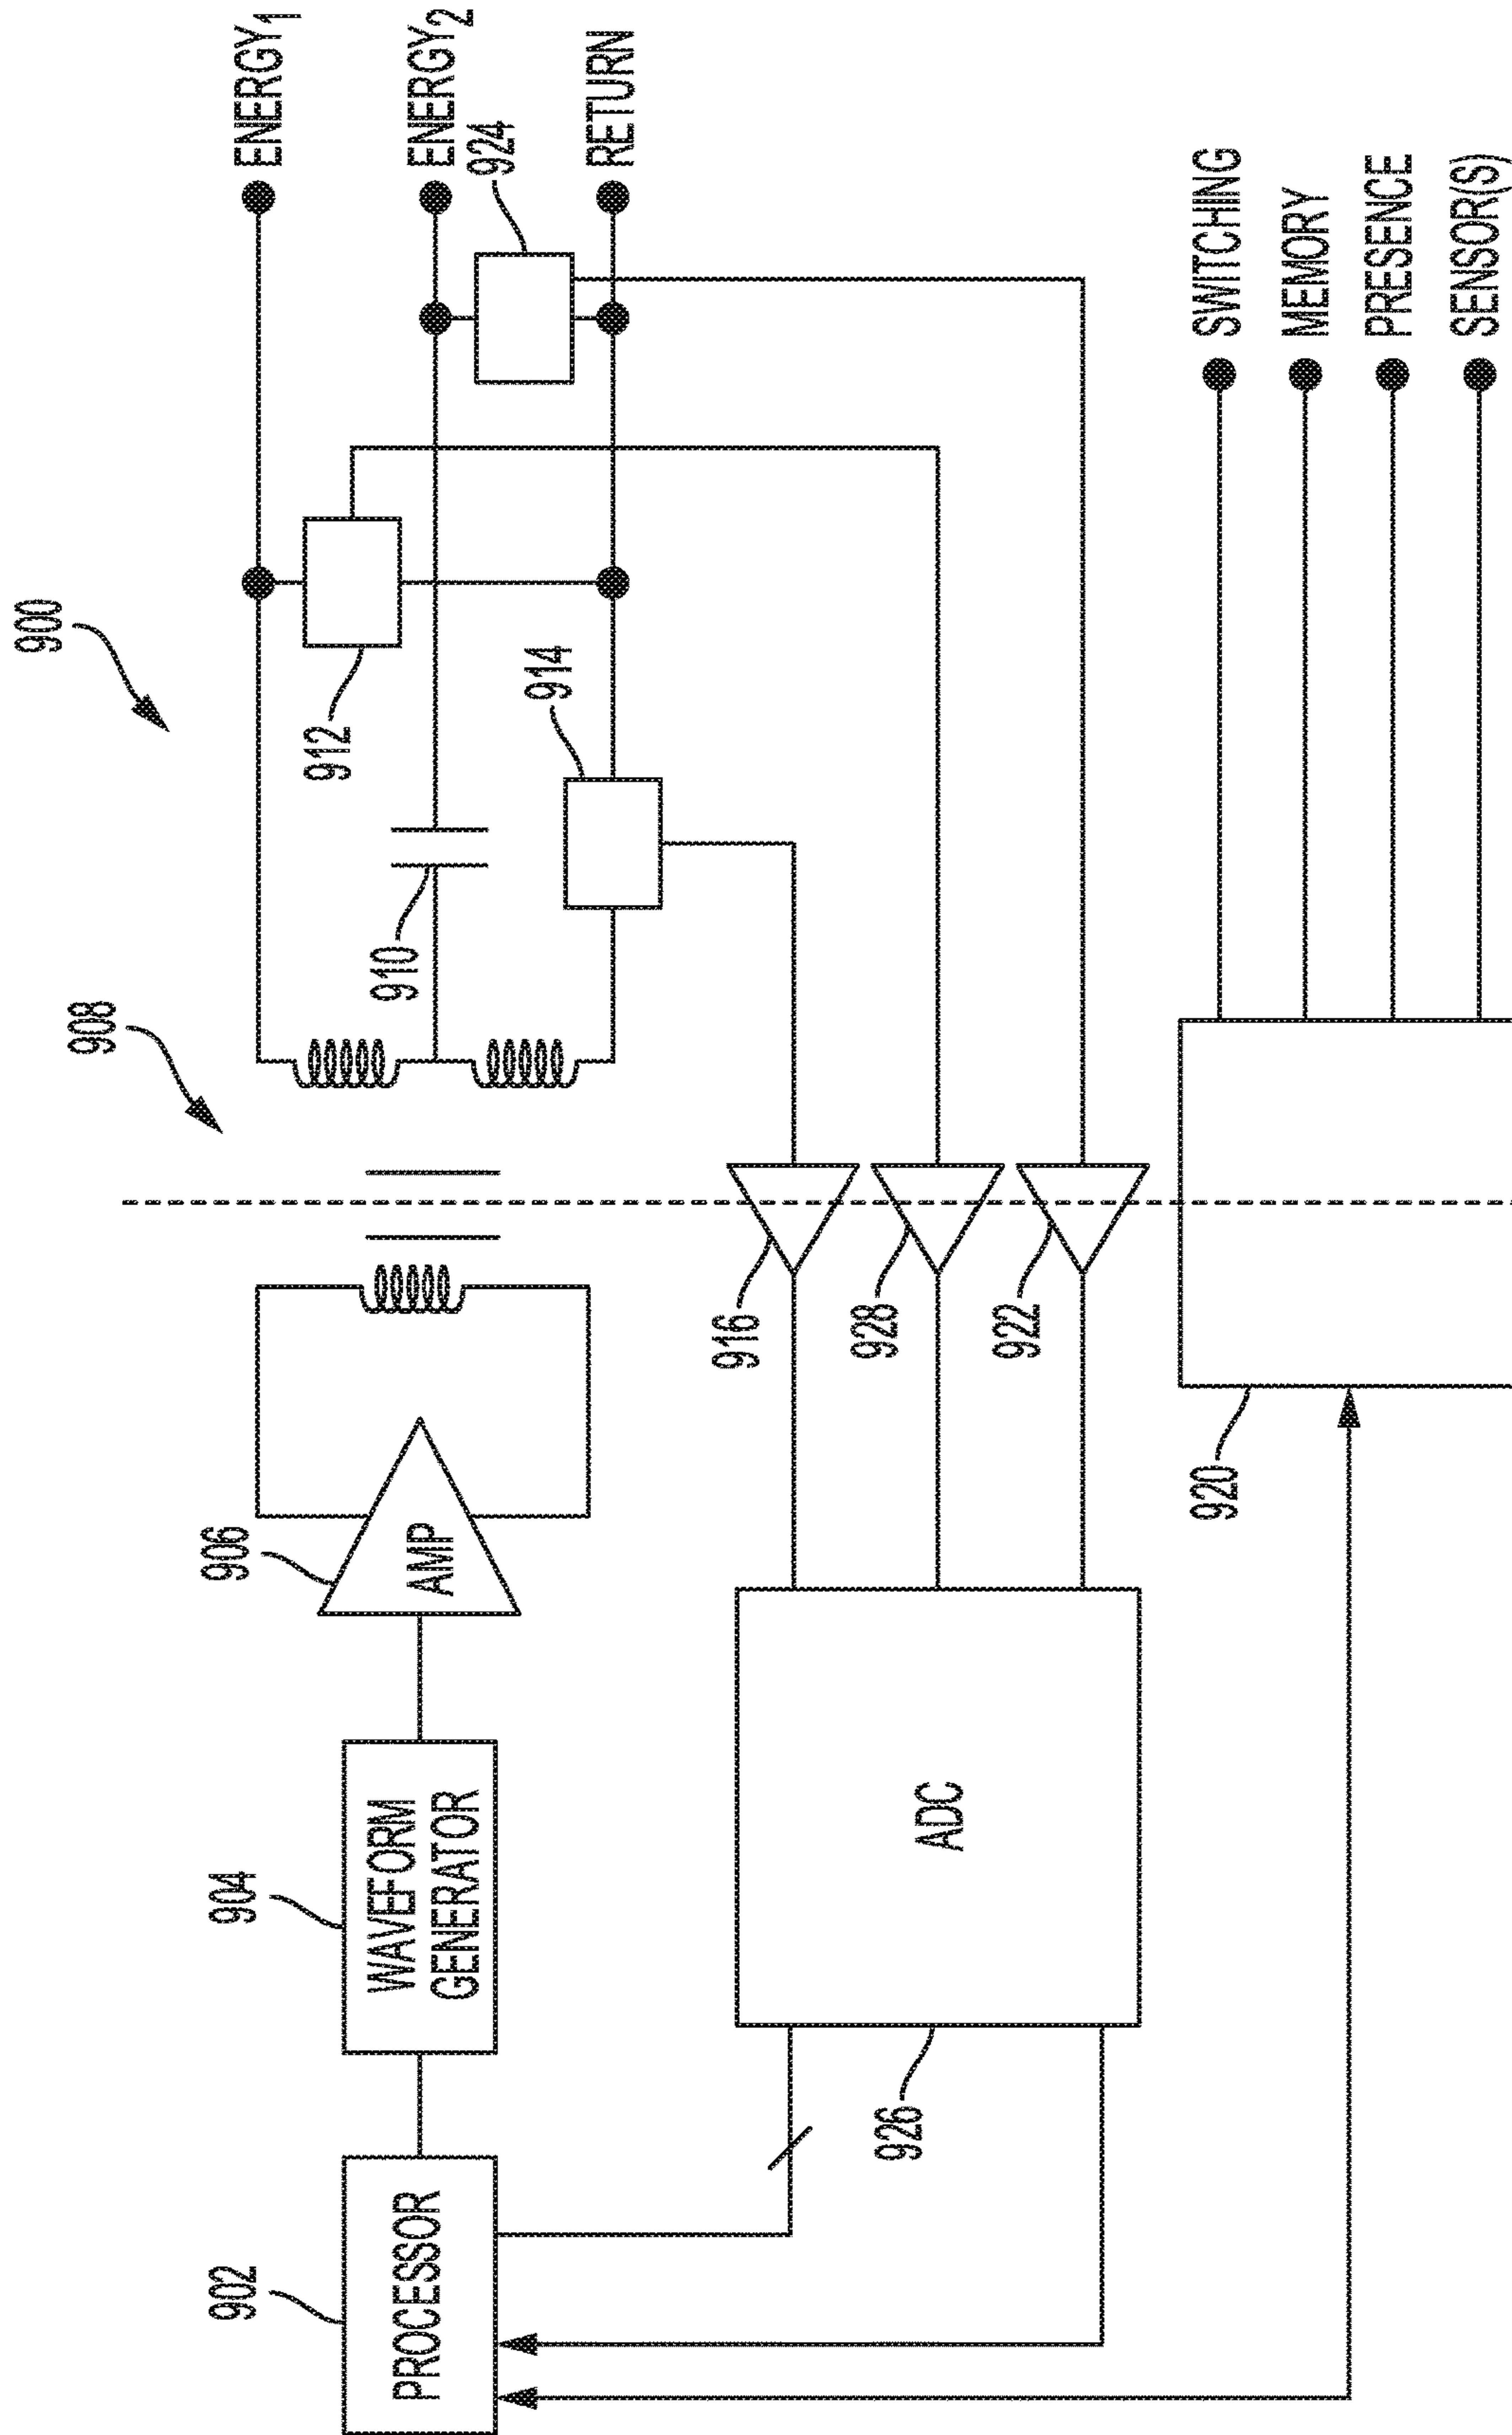 900
908
ENERGY1
ENERGY2
RETURN
924
912
914
910
906
AMP
904
WAVEFORM
GENERATOR
902
PROCESSOR
916
928
922
ADC
926
920
SWITCHING
MEMORY
PRESENCE
SENSOR(S)